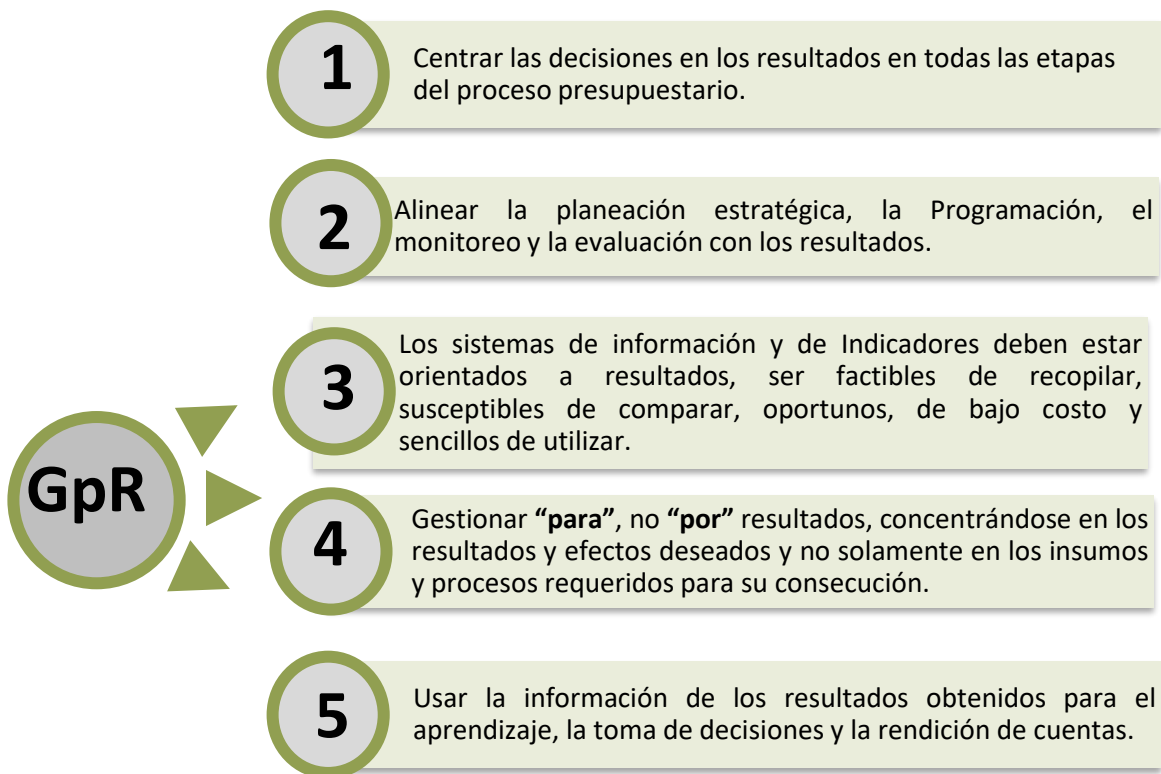 1
Centrar las decisiones en los resultados en todas las etapas
del proceso presupuestario.
2
Alinear la planeación estratégica, la Programación, el
monitoreo y la evaluación con los resultados.
3
Los sistemas de información y de Indicadores deben estar
orientados a resultados, ser factibles de recopilar,
susceptibles de comparar, oportunos, de bajo costo y
sencillos de utilizar.
GpR
4
Gestionar “para”, no “por” resultados, concentrándose en los
resultados y efectos deseados y no solamente en los insumos
y procesos requeridos para su consecución.
5
Usar la información de los resultados obtenidos para el
aprendizaje, la toma de decisiones y la rendición de cuentas.